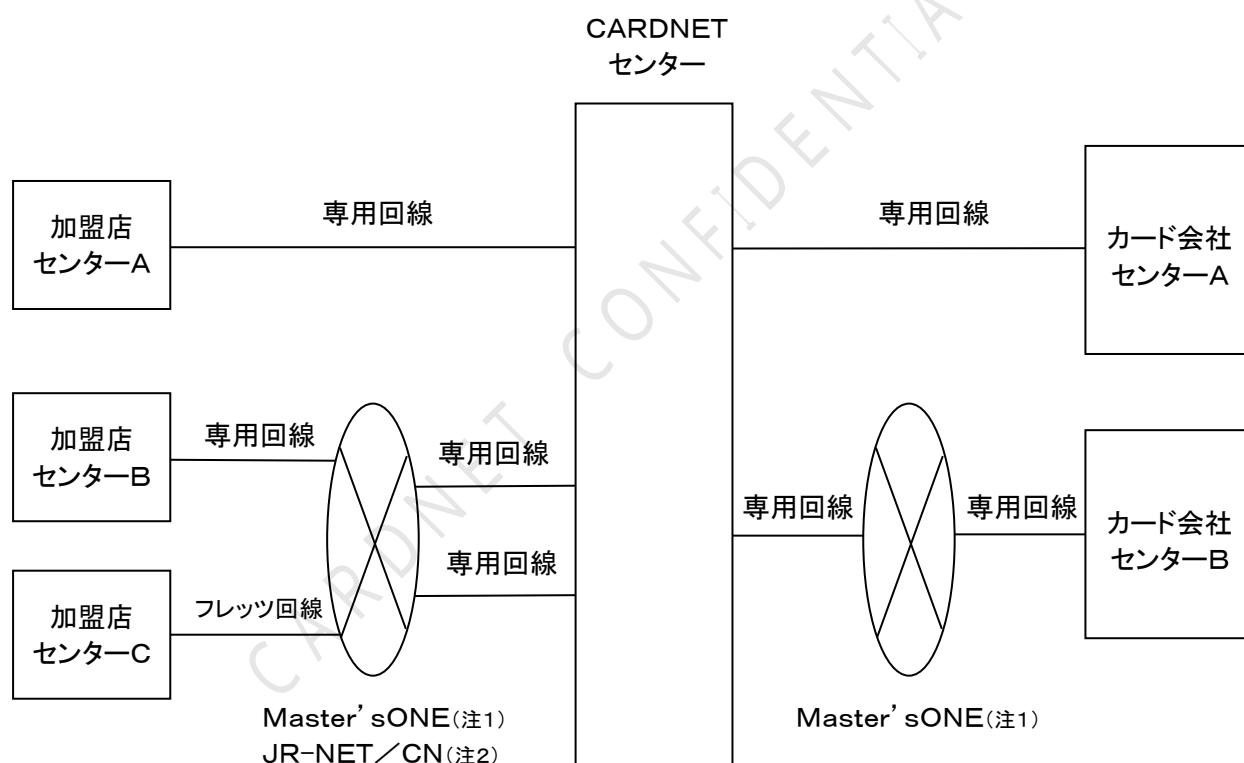 CARDNET
センター
加盟店
センターA
専用回線
専用回線
カード会社
センターA
加盟店
センターB
専用回線
専用回線
専用回線
専用回線
カード会社
センターB
専用回線
加盟店
センターC
フレッツ回線
Master’sONE(注1)
JR-NET/CN(注2)
Master’sONE(注1)
CARDNET CONFIDENTIA